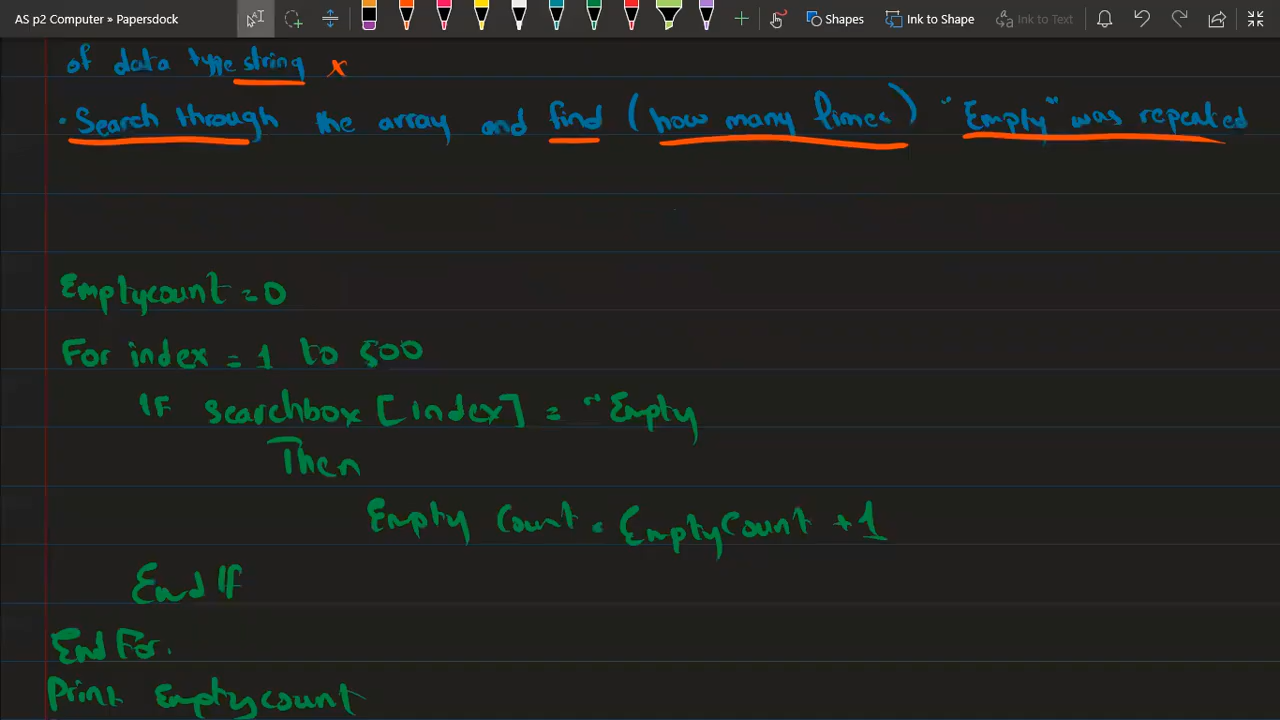 AS p2 Computer » Papersdock
Shapes
Ink to Shape
Ink to Text
of data type string x
• Search through the array and find (how many times) "Empty" was repeated
Emptycount = 0
For index = 1 to 500
IF searchbox [index] = "Empty
Then
Empty Count = EmptyCount + 1
End IF
End For.
Print Emptycount